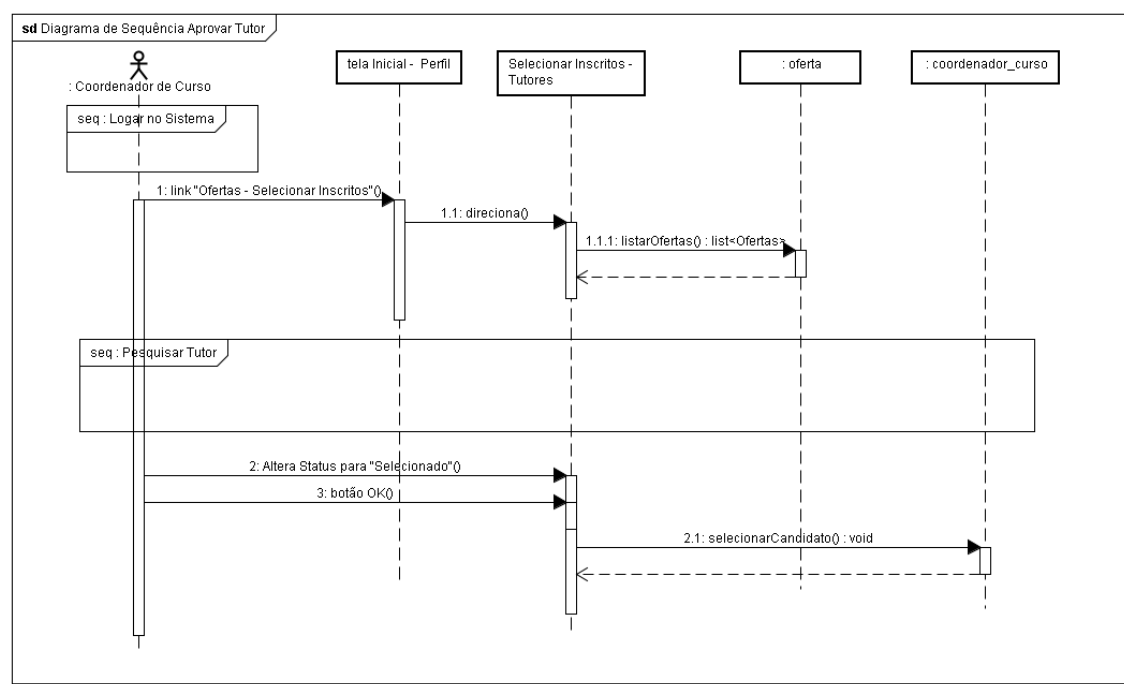 sd Diagrama de Sequência Aprovar Tutor
: Coordenador de Curso
tela Inicial - Perfil
Selecionar Inscritos -
Tutores
: oferta
: coordenador_curso
seq : Logar no Sistema
1: link "Ofertas - Selecionar Inscritos"()
1.1: direciona()
1.1.1: listarOfertas() : list<Ofertas>
seq : Pesquisar Tutor
2: Altera Status para "Selecionado"()
3: botão OK()
2.1: selecionarCandidato() : void